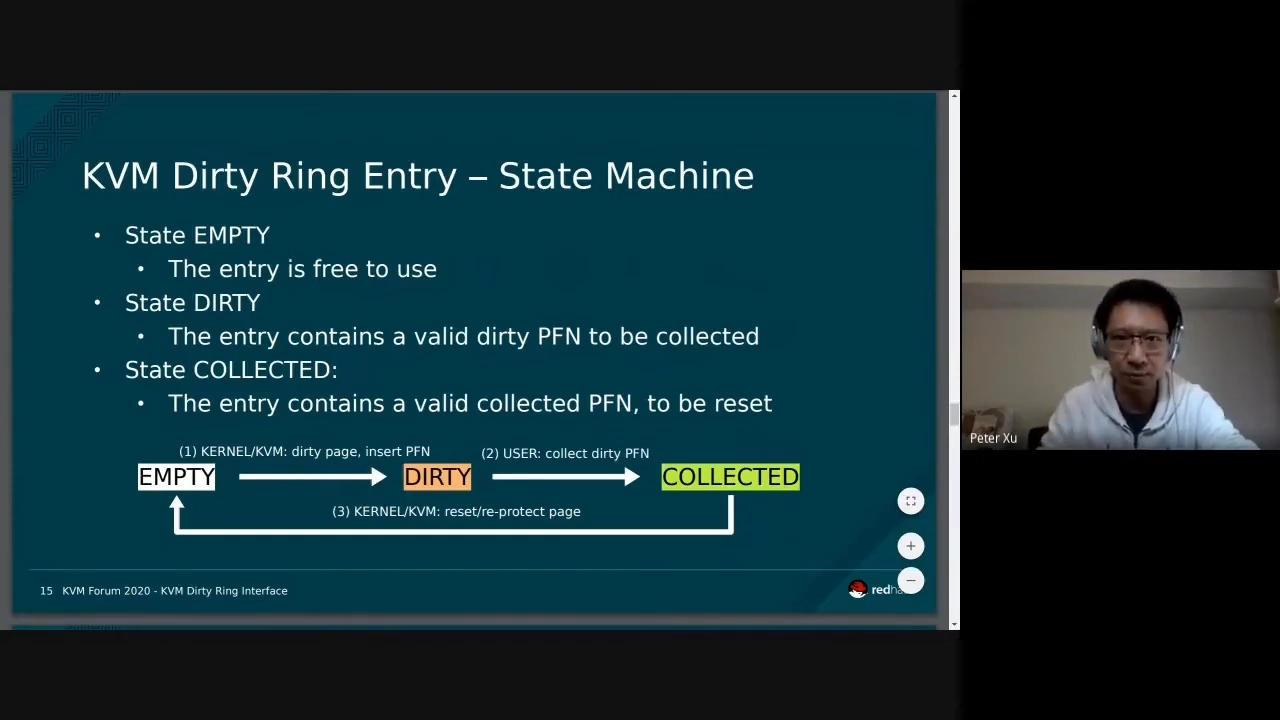 KVM Dirty Ring Entry – State Machine
• State EMPTY
• The entry is free to use
• State DIRTY
• The entry contains a valid dirty PFN to be collected
• State COLLECTED:
• The entry contains a valid collected PFN, to be reset
(1) KERNEL/KVM: dirty page, insert PFN
(2) USER: collect dirty PFN
EMPTY
DIRTY
COLLECTED
(3) KERNEL/KVM: reset/re-protect page
15 KVM Forum 2020 - KVM Dirty Ring Interface
Peter Xu